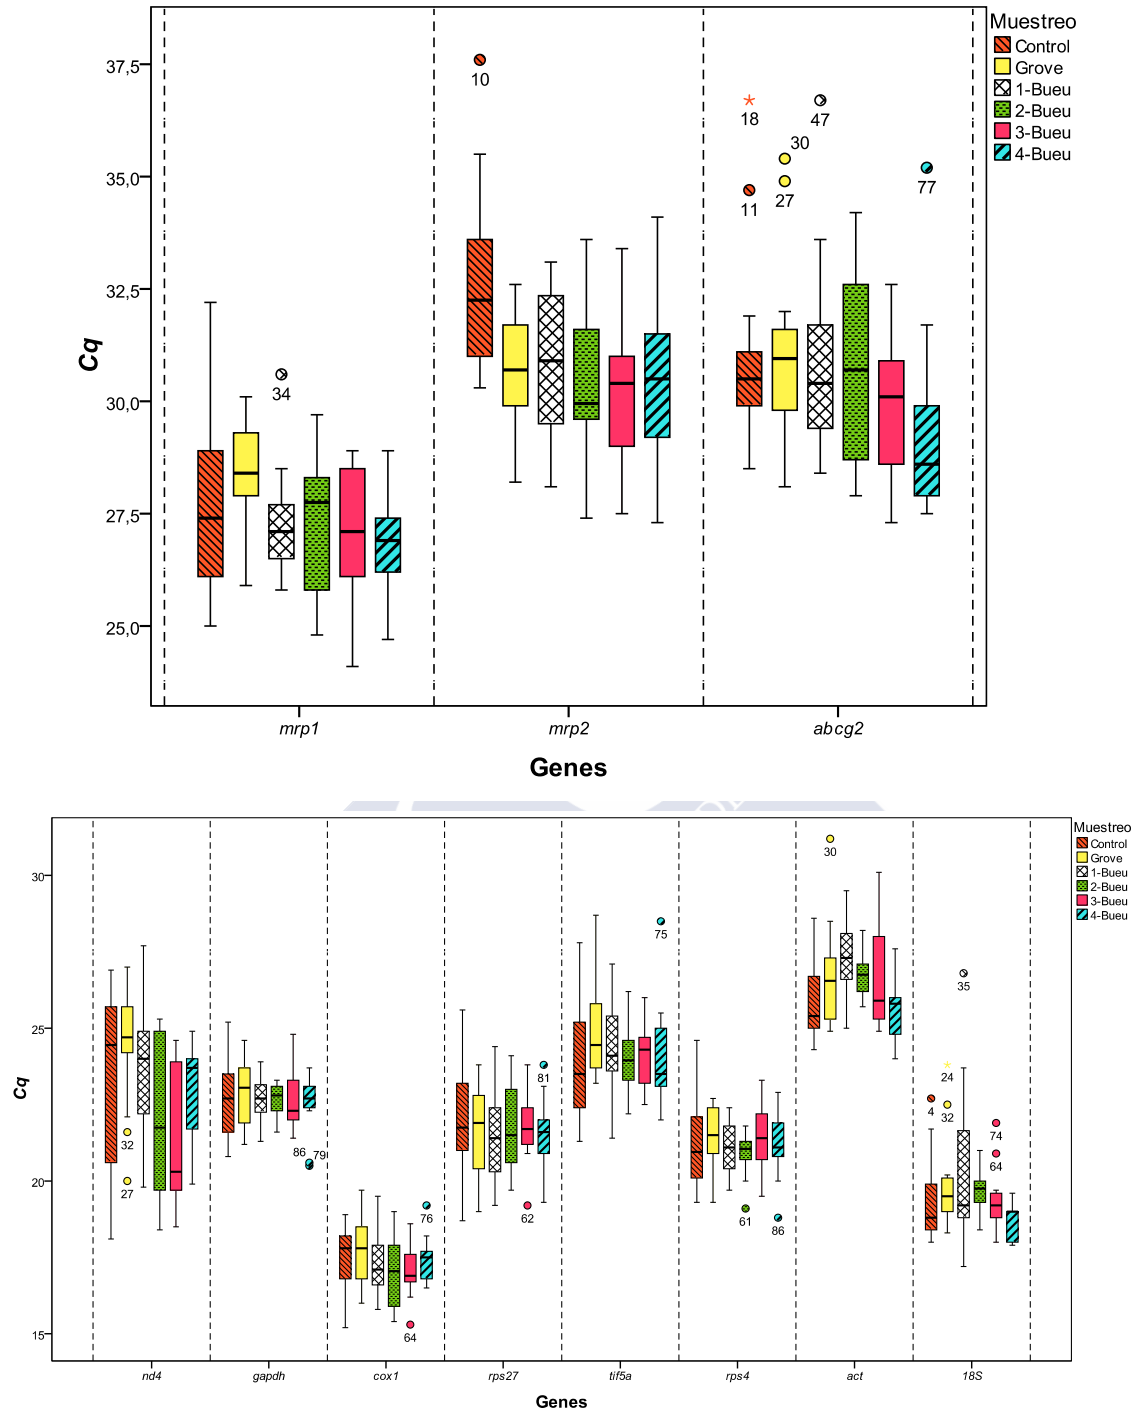 Muestreo
Control
Grove
1-Bueu
2-Bueu
3-Bueu
4-Bueu
37,5
35,0
32,5
30,0
27,5
25,0
Cq
10
18
47
30
11
27
77
34
mrp1
mrp2
abcg2
Genes
Muestreo
Control
Grove
1-Bueu
2-Bueu
3-Bueu
4-Bueu
30
25
20
15
Cq
30
75
35
24
32
4
32
81
74
86 79
64
27
76
62
61
86
64
nd4
gapdh
cox1
rps27
tif5a
rps4
act
18S
Genes